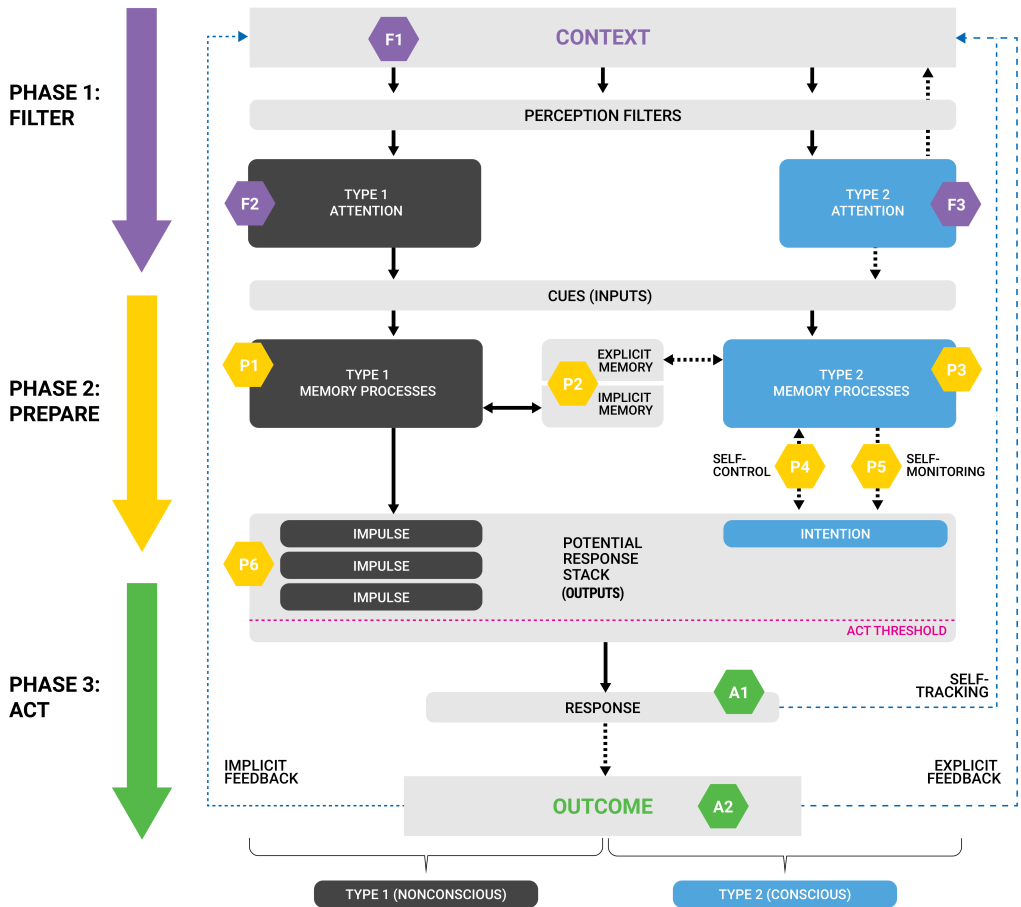 F1
CONTEXT
PHASE 1:
FILTER
PERCEPTION FILTERS
F2
TYPE 1
ATTENTION
TYPE 2
ATTENTION
F3
CUES (INPUTS)
PHASE 2:
PREPARE
P1
TYPE 1
MEMORY PROCESSES
EXPLICIT
MEMORY
P2
IMPLICIT
MEMORY
TYPE 2
MEMORY PROCESSES
P3
SELF-
CONTROL
P4
P5
SELF-
MONITORING
P6
IMPULSE
IMPULSE
IMPULSE
POTENTIAL
RESPONSE
STACK
(OUTPUTS)
INTENTION
ACT THRESHOLD
PHASE 3:
ACT
RESPONSE
A1
SELF-
TRACKING
IMPLICIT
FEEDBACK
OUTCOME
A2
EXPLICIT
FEEDBACK
TYPE 1 (NONCONSCIOUS)
TYPE 2 (CONSCIOUS)